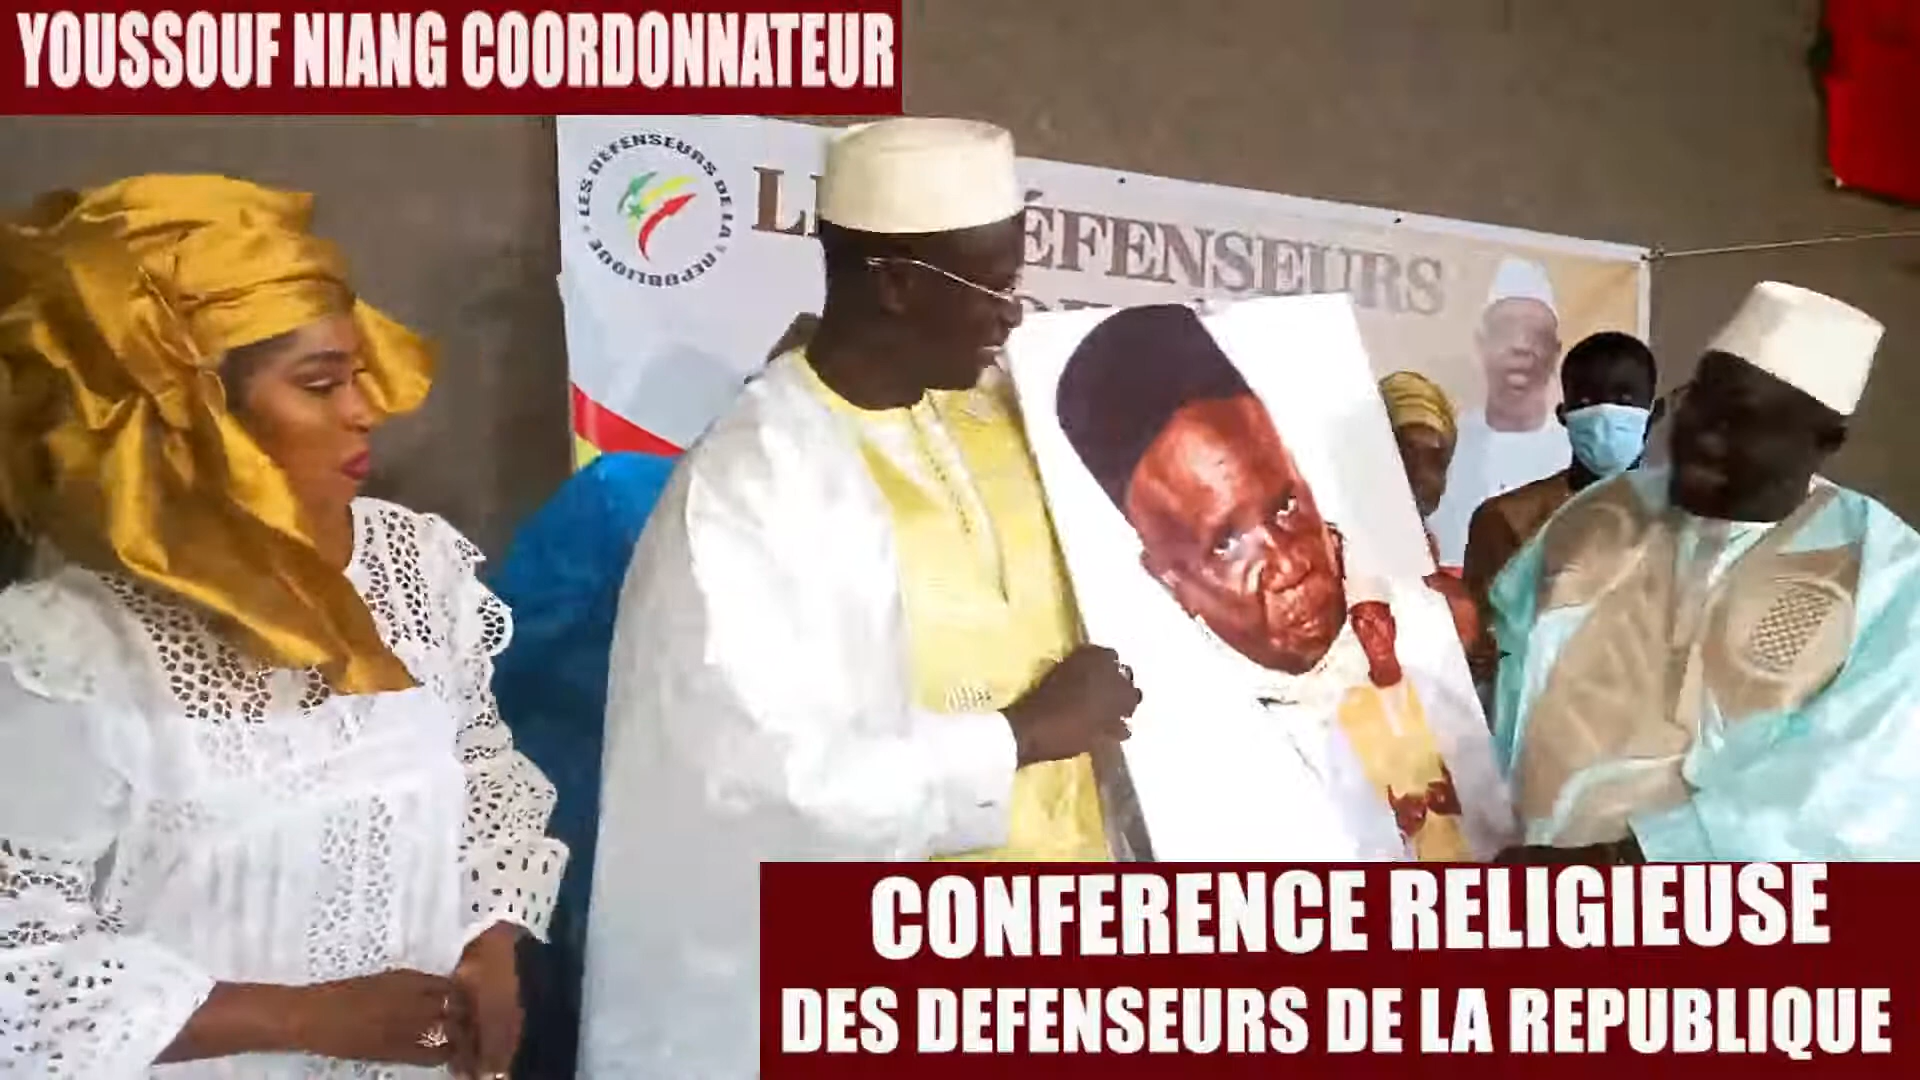 YOUSSOUF NIANG COORDONNATEUR
LES DEFENSEURS DE LA REPUBLIQUE
ÉFENSEURS
CONFERENCE RELIGIEUSE
DES DEFENSEURS DE LA REPUBLIQUE